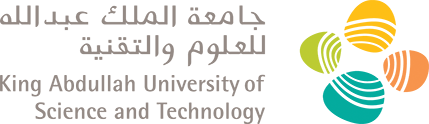 جامعة الملك عبدالله
للعلوم والتقنية
King Abdullah University of
Science and Technology